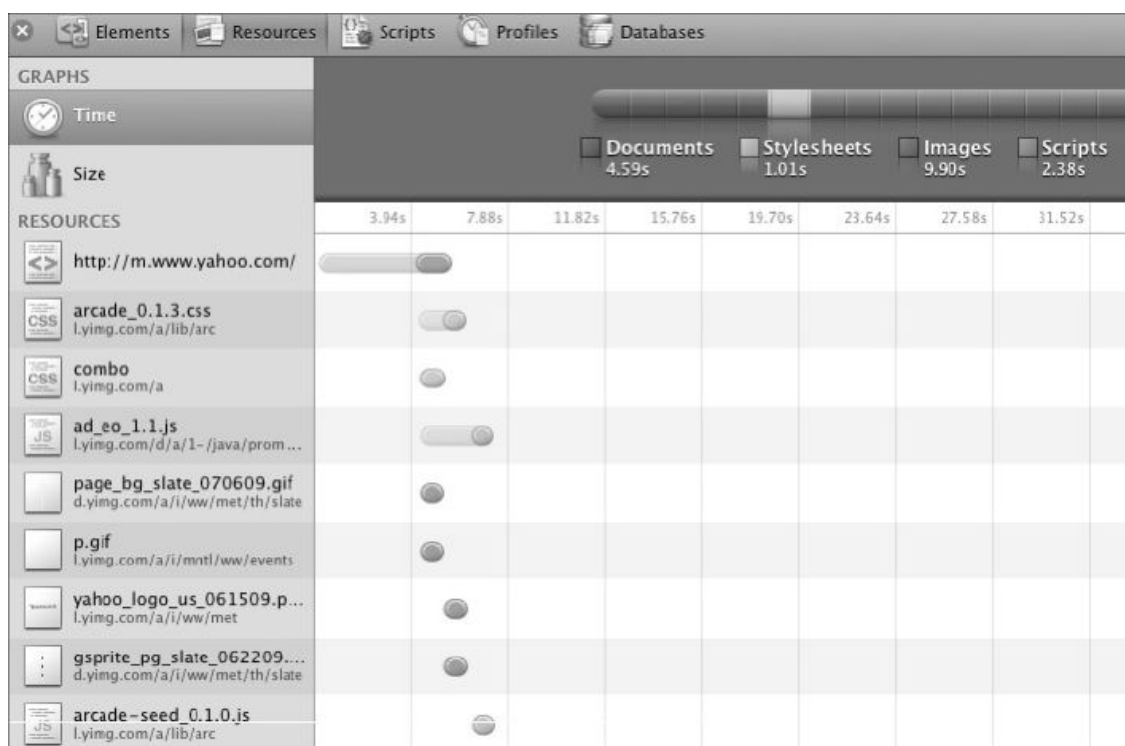 Elements Resources Scripts Profiles Databases
GRAPHS
Time
Size
Documents Stylesheets Images Scripts
4.59s 1.01s 9.90s 2.38s
RESOURCES
3.94s 7.88s 11.82s 15.76s 19.70s 23.64s 27.58s 31.52s
http://m.www.yahoo.com/
arcade_0.1.3.css
l.yimg.com/a/lib/arc
combo
l.yimg.com/a
ad_eo_1.1.js
l.yimg.com/d/a/1-/java/prom...
page_bg_slate_070609.gif
d.yimg.com/a/i/ww/met/th/slate
p.gif
l.yimg.com/a/i/mntl/ww/events
yahoo_logo_us_061509.p...
l.yimg.com/a/i/ww/met
gsprite_pg_slate_062209....
d.yimg.com/a/i/ww/met/th/slate
arcade-seed_0.1.0.js
l.yimg.com/a/lib/arc
CSS
CSS
JS
JS